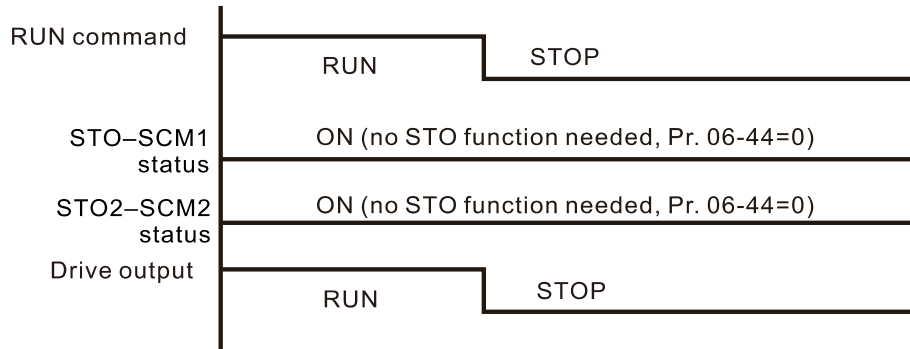 RUN command
RUN
STOP
STO–SCM1
status
ON (no STO function needed, Pr. 06-44=0)
STO2–SCM2
status
ON (no STO function needed, Pr. 06-44=0)
Drive output
RUN
STOP